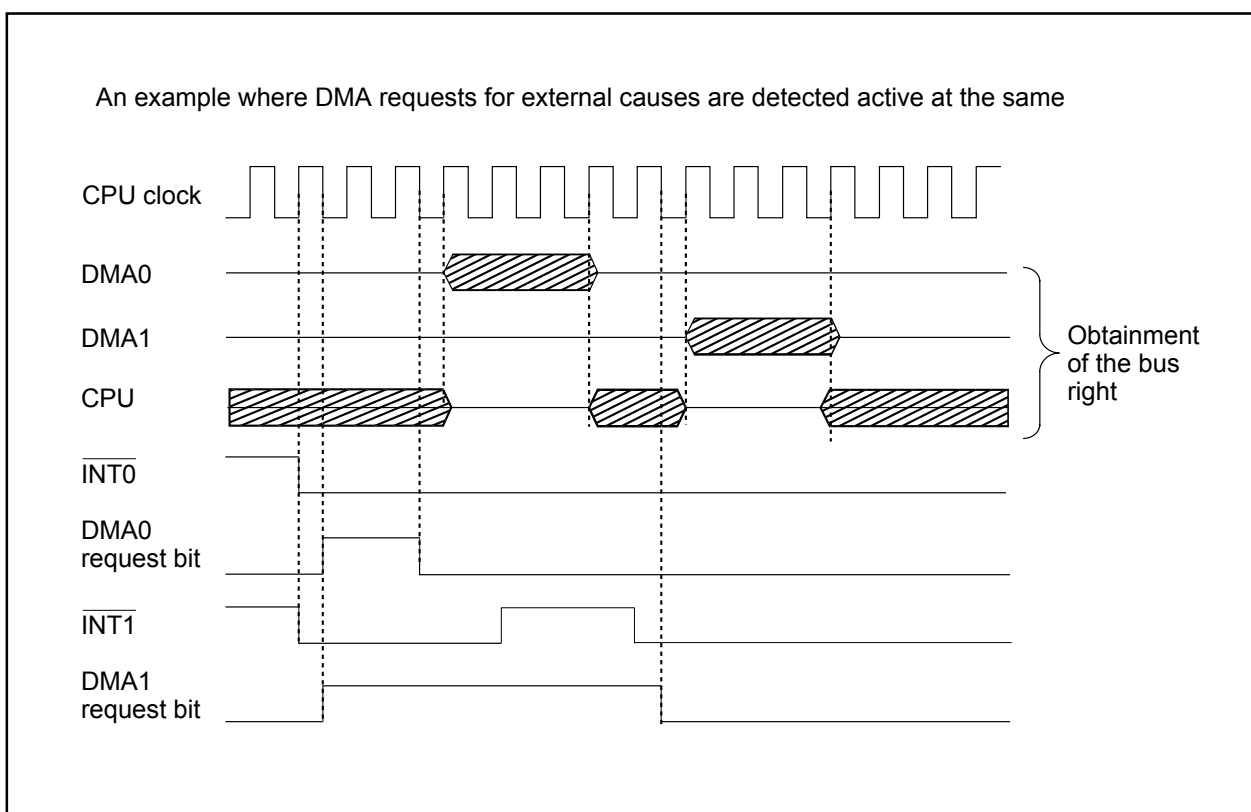 An example where DMA requests for external causes are detected active at the same
CPU clock
DMA0
DMA1
CPU
Obtainment
of the bus
right
INT0
DMA0
request bit
INT1
DMA1
request bit